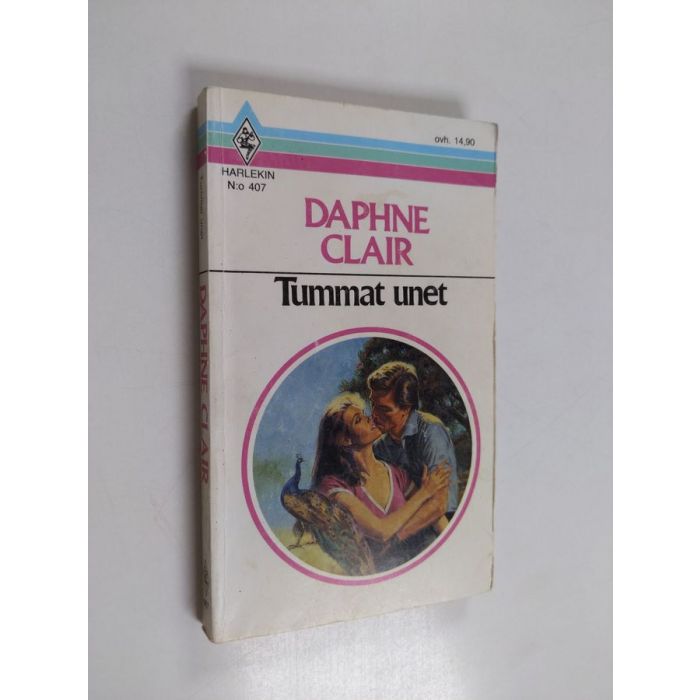 ovh. 14,90
HARLEKIN
N:o 407
DAPHNE
CLAIR
Tummat unet
DAPHNE CLAIR